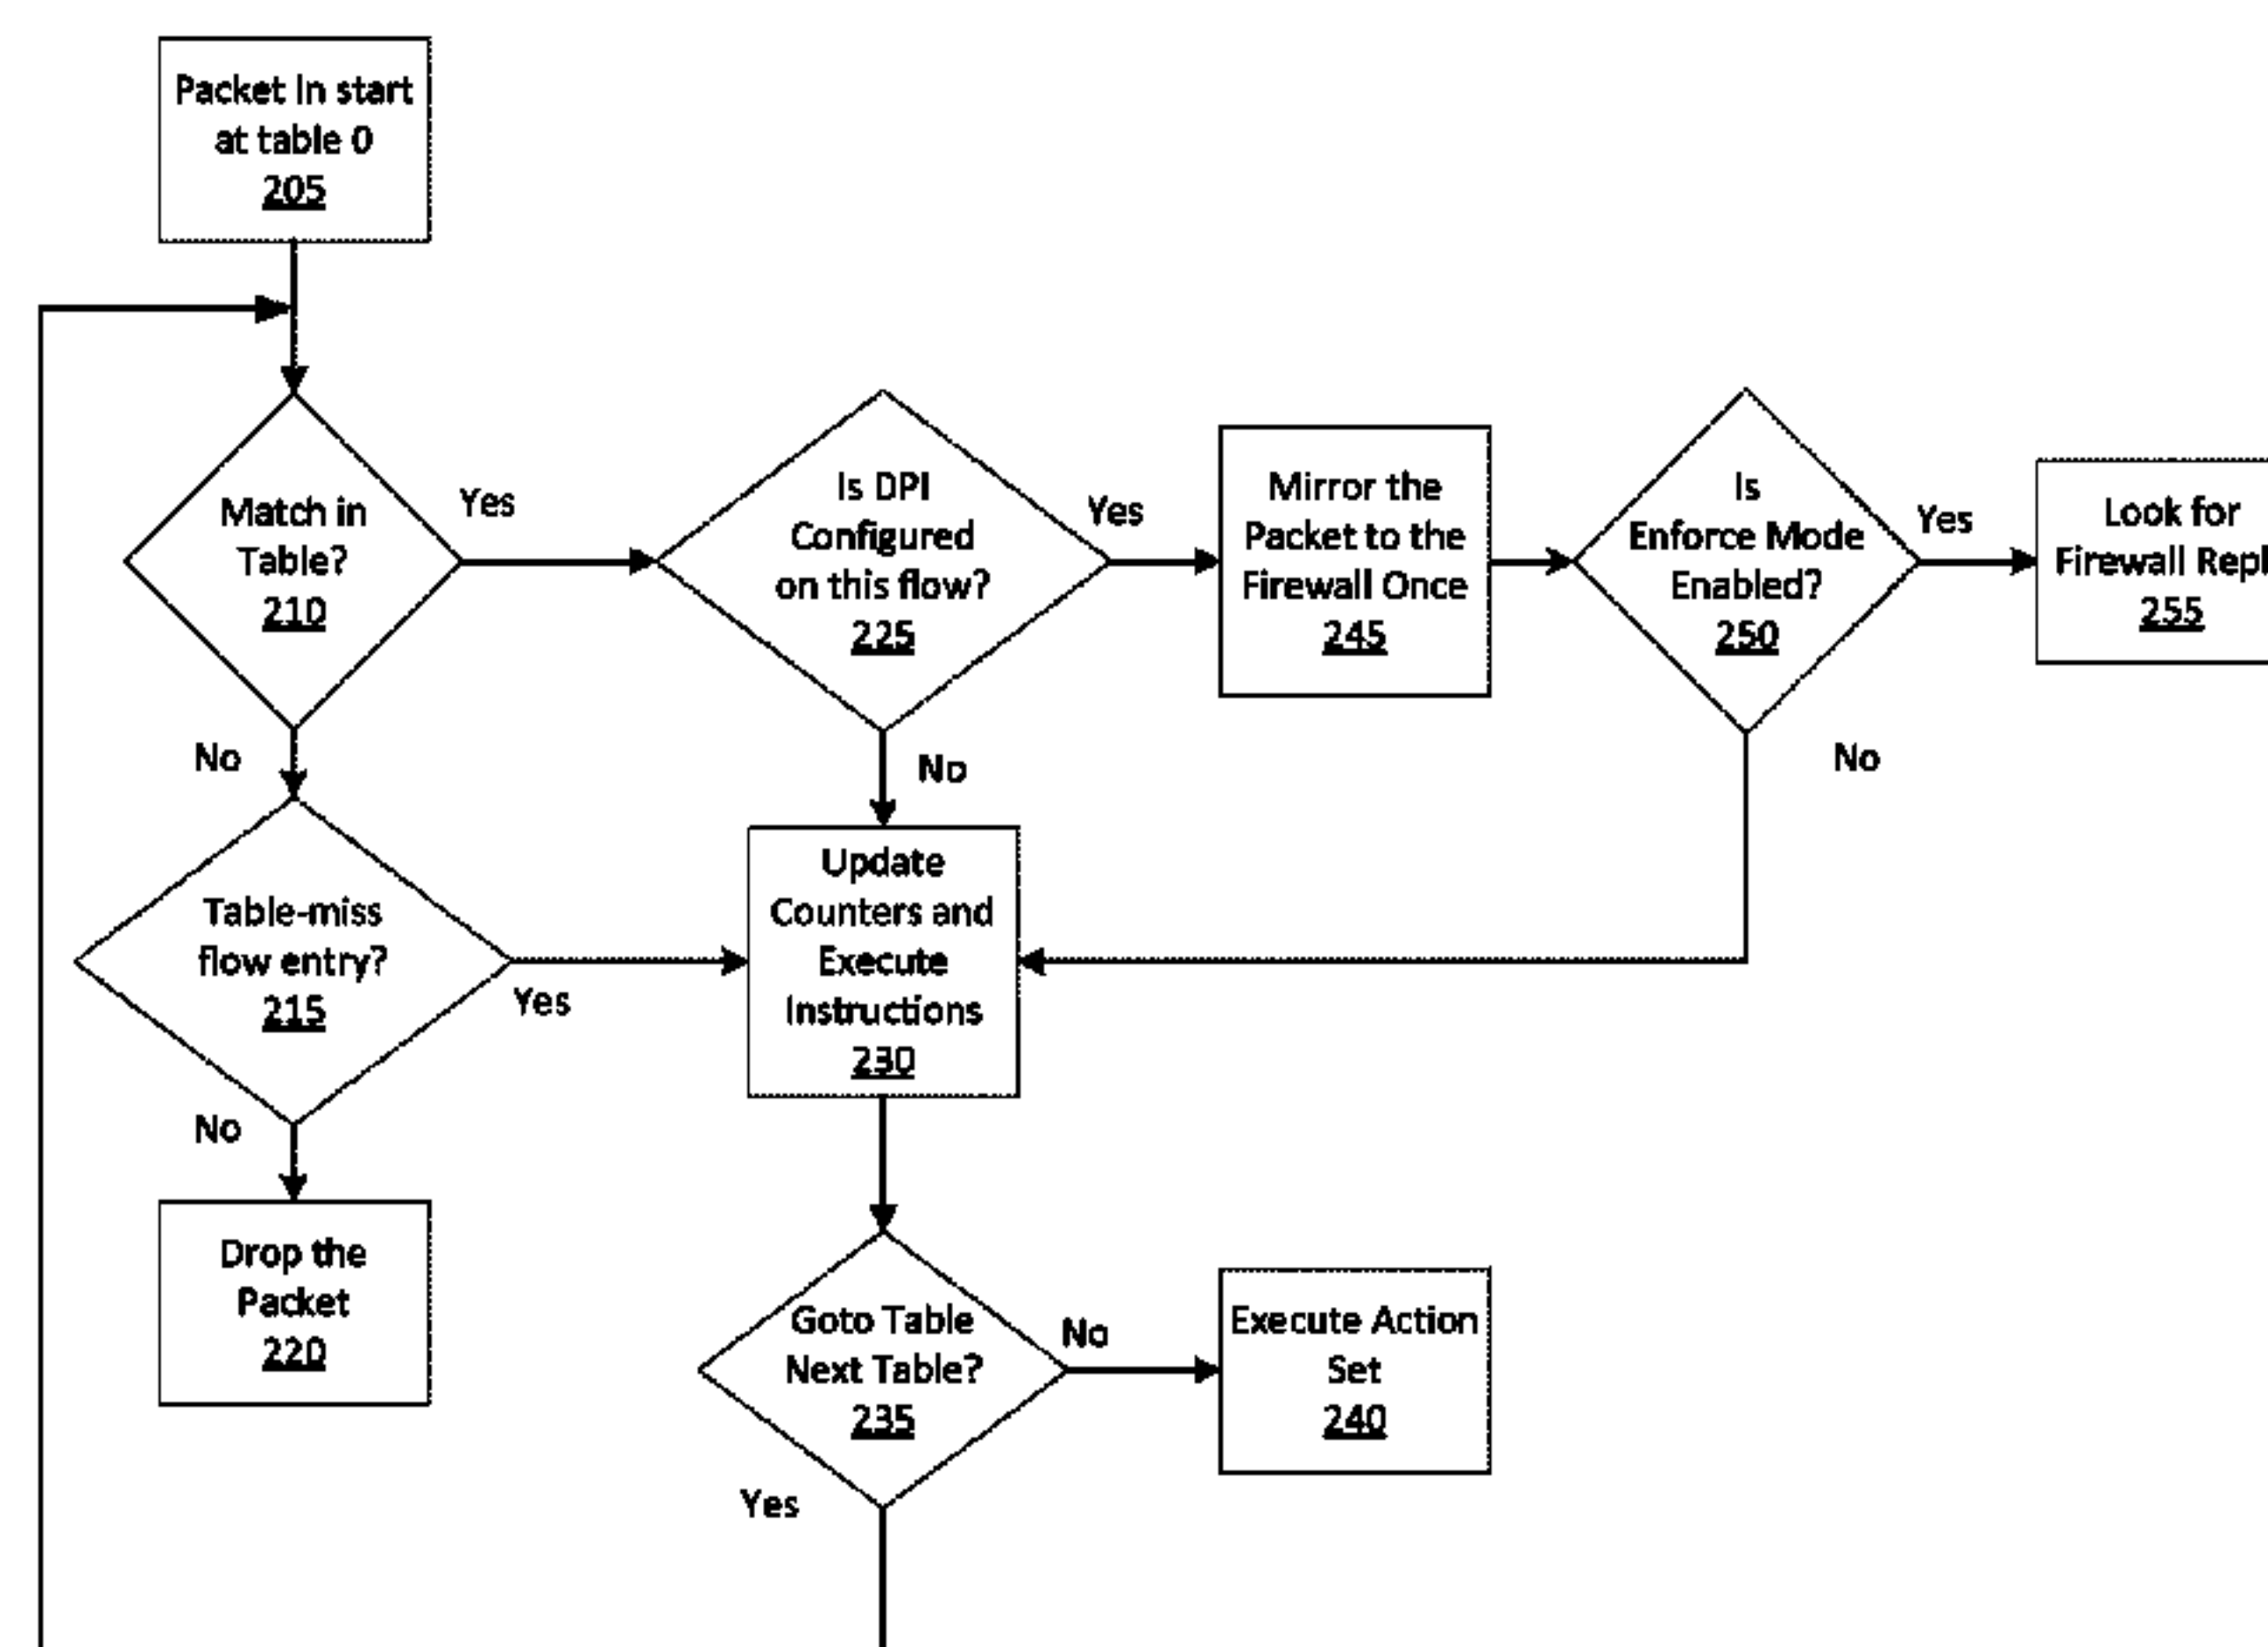 Packet In start
at table 0
205
Match in
Table?
210
Yes
Is DPI
Configured
on this flow?
225
Yes
Mirror the
Packet to the
Firewall Once
245
Is
Enforce Mode
Enabled?
250
Yes
Look for
Firewall
255
No
No
No
Table-miss
flow entry?
215
Yes
Update
Counters and
Execute
Instructions
230
No
Drop the
Packet
220
Goto Table
Next Table?
235
No
Execute Action
Set
240
Yes